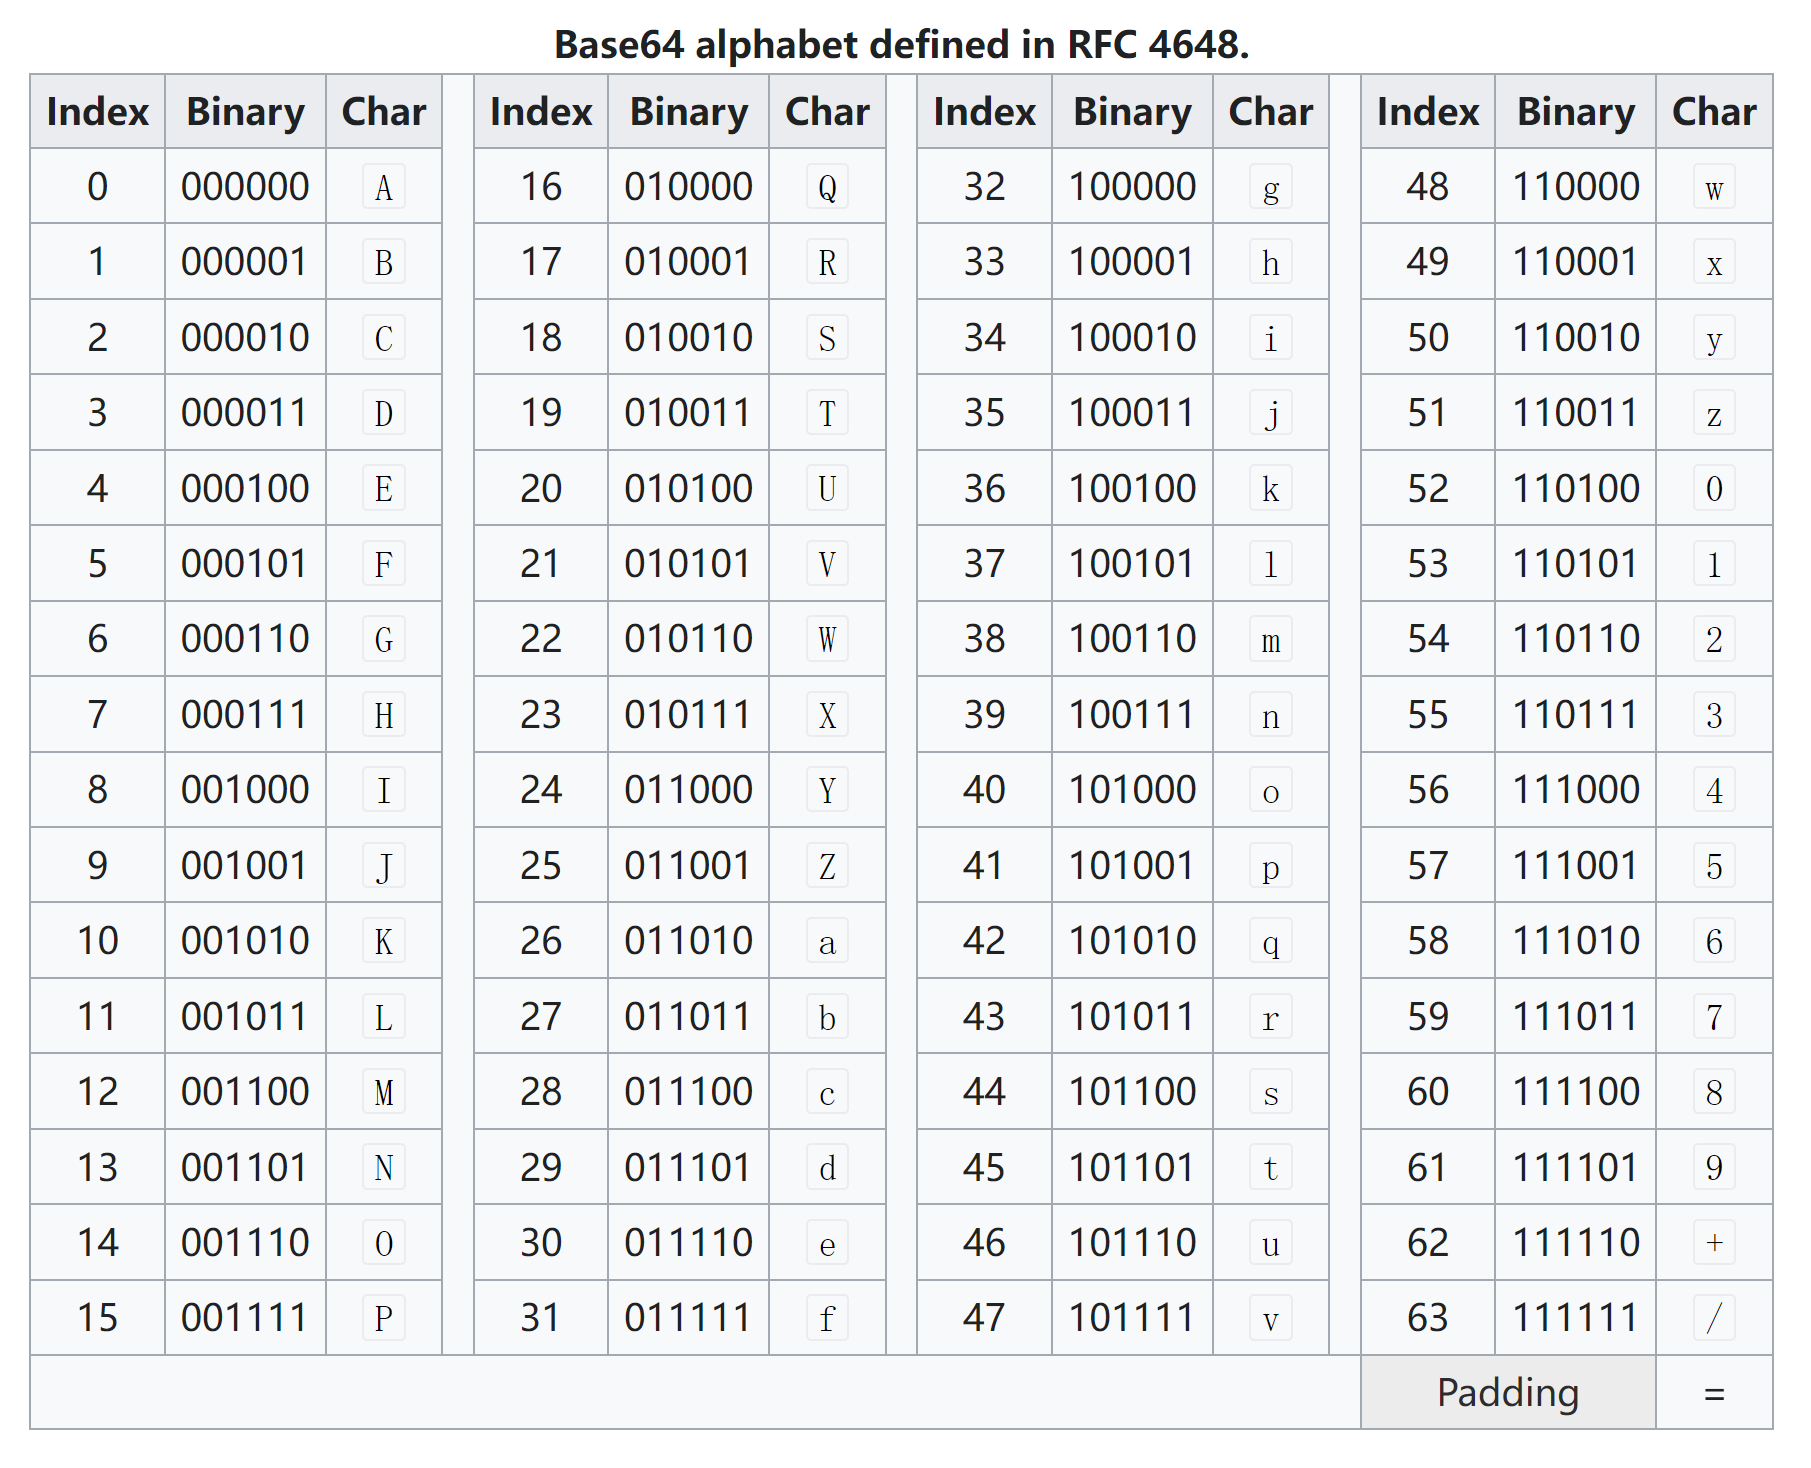 Base64 alphabet defined in RFC 4648.
Index Binary Char Index Binary Char Index Binary Char Index Binary Char
0 000000 A 16 010000 Q 32 100000 g 48 110000 w
1 000001 B 17 010001 R 33 100001 h 49 110001 x
2 000010 C 18 010010 S 34 100010 i 50 110010 y
3 000011 D 19 010011 T 35 100011 j 51 110011 z
4 000100 E 20 010100 U 36 100100 k 52 110100 0
5 000101 F 21 010101 V 37 100101 l 53 110101 1
6 000110 G 22 010110 W 38 100110 m 54 110110 2
7 000111 H 23 010111 X 39 100111 n 55 110111 3
8 001000 I 24 011000 Y 40 101000 o 56 111000 4
9 001001 J 25 011001 Z 41 101001 p 57 111001 5
10 001010 K 26 011010 a 42 101010 q 58 111010 6
11 001011 L 27 011011 b 43 101011 r 59 111011 7
12 001100 M 28 011100 c 44 101100 s 60 111100 8
13 001101 N 29 011101 d 45 101101 t 61 111101 9
14 001110 O 30 011110 e 46 101110 u 62 111110 +
15 001111 P 31 011111 f 47 101111 v 63 111111 /
Padding =